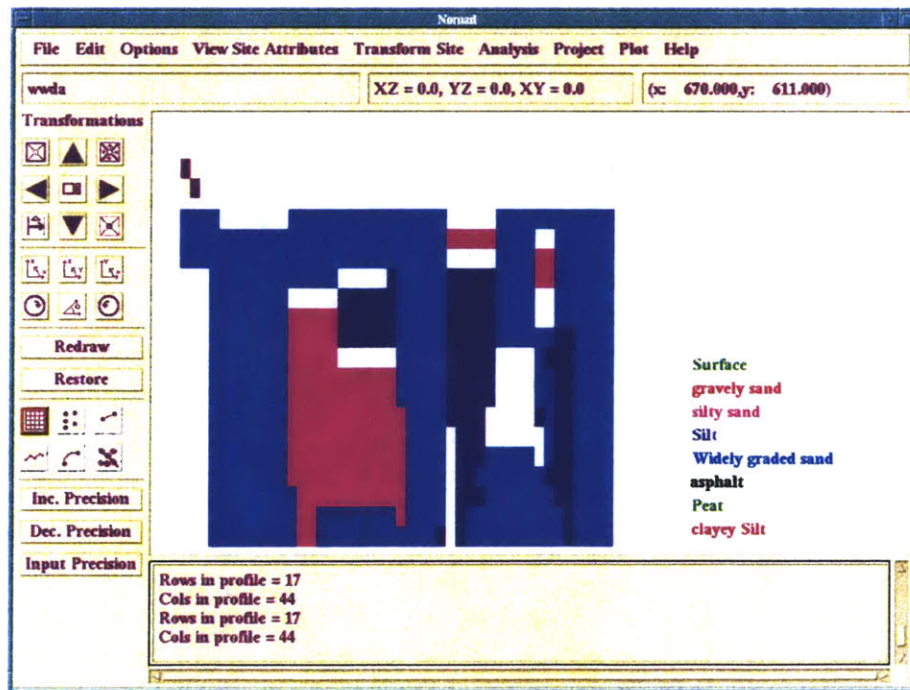 Nomad
File Edit Options View Site Attributes Transform Site Analysis Project Plot Help
wwda
XZ = 0.0, YZ = 0.0, XY = 0.0
(x: 670.000,y: 611.000)
Transformations
Redraw
Restore
Inc. Precision
Dec. Precision
Input Precision
Surface
gravely sand
silty sand
Silt
Widely graded sand
asphalt
Peat
clayey Silt
Rows in profile = 17
Cols in profile = 44
Rows in profile = 17
Cols in profile = 44